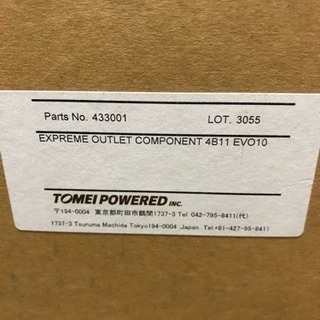 Parts No. 433001 LOT. 3055
EXPREME OUTLET COMPONENT 4B11 EVO10
TOMEI POWERED INC.
〒194-0004 東京都町田市鶴間1737-3 Tel. 042-795-8411(代)
1737-3 Tsuruma Machida Tokyo194-0004 ,Japan Tel.+81-427-95-8411